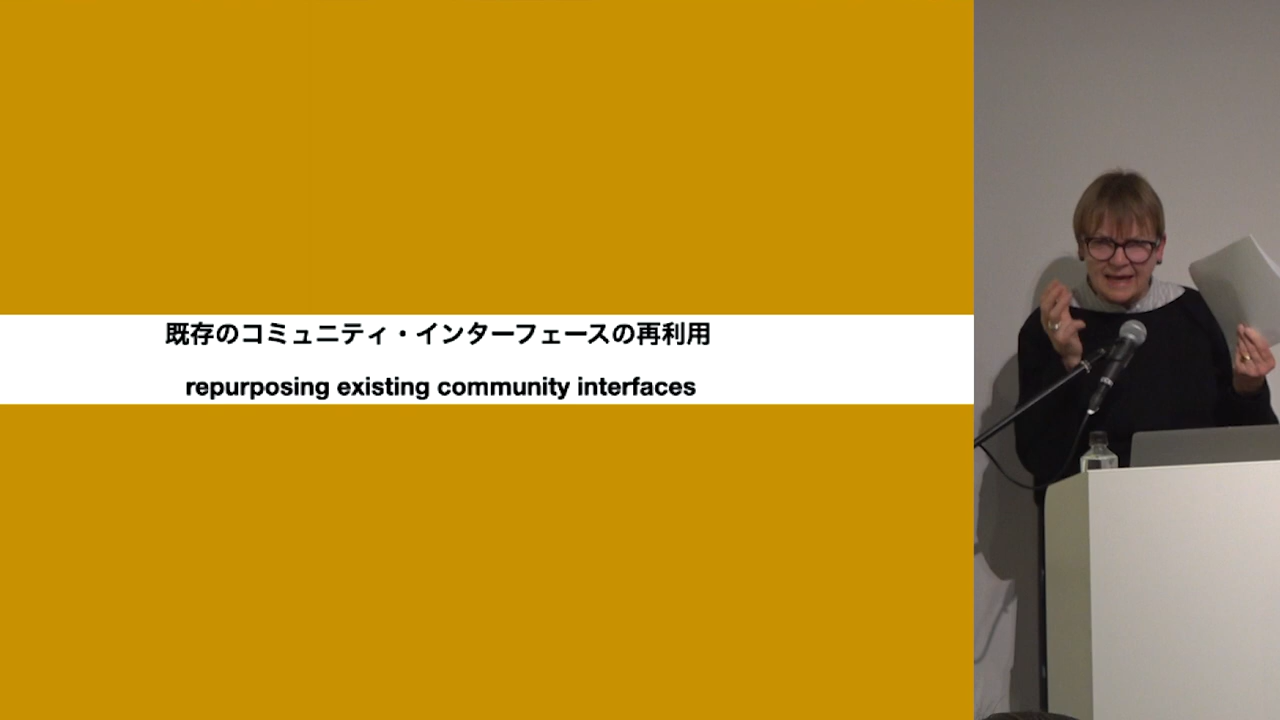 既存のコミュニティ・インターフェースの再利用
repurposing existing community interfaces